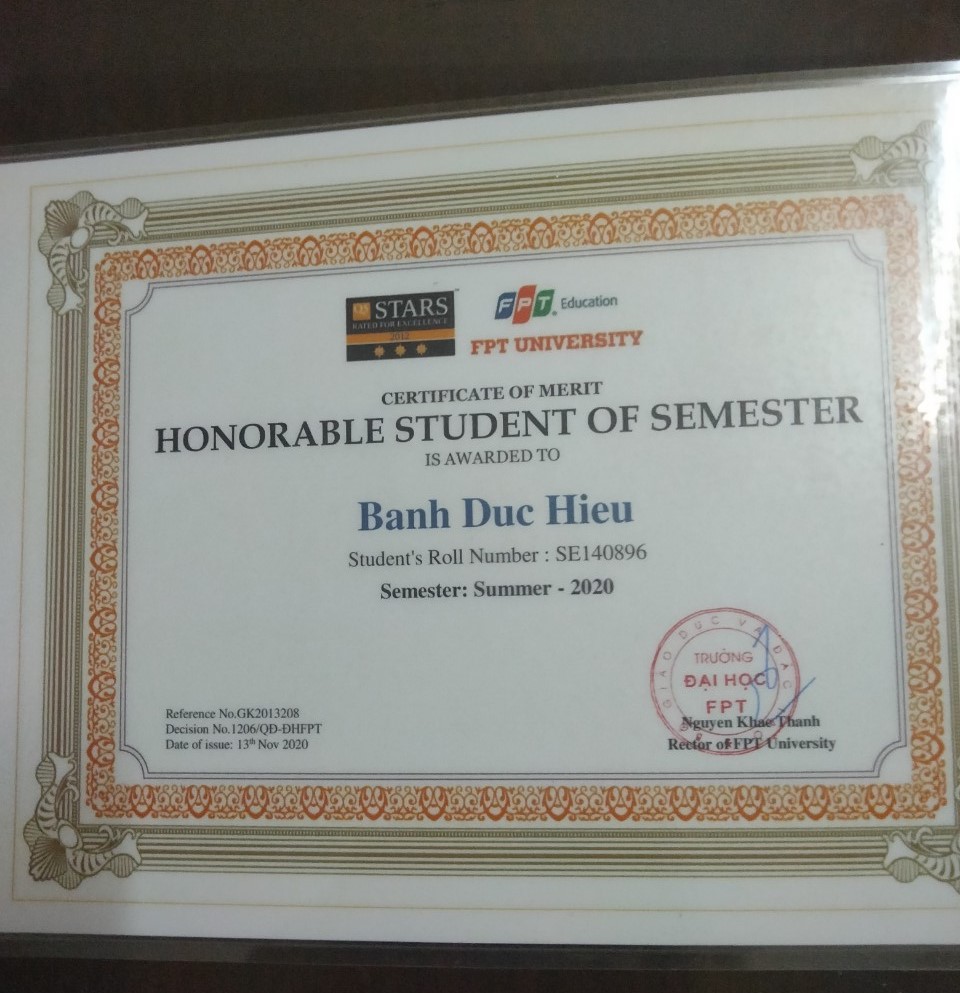 QS STARS™
RATED FOR EXCELLENCE
2012
FPT. Education
FPT UNIVERSITY
CERTIFICATE OF MERIT
HONORABLE STUDENT OF SEMESTER
IS AWARDED TO
Banh Duc Hieu
Student's Roll Number : SE140896
Semester: Summer - 2020
GIÁO DỤC VÀ ĐÀO
TRƯỜNG
ĐẠI HỌC
FPT
Reference No.GK2013208
Decision No.1206/QĐ-ĐHFPT
Date of issue: 13th Nov 2020
Nguyen Khac Thanh
Rector of FPT University